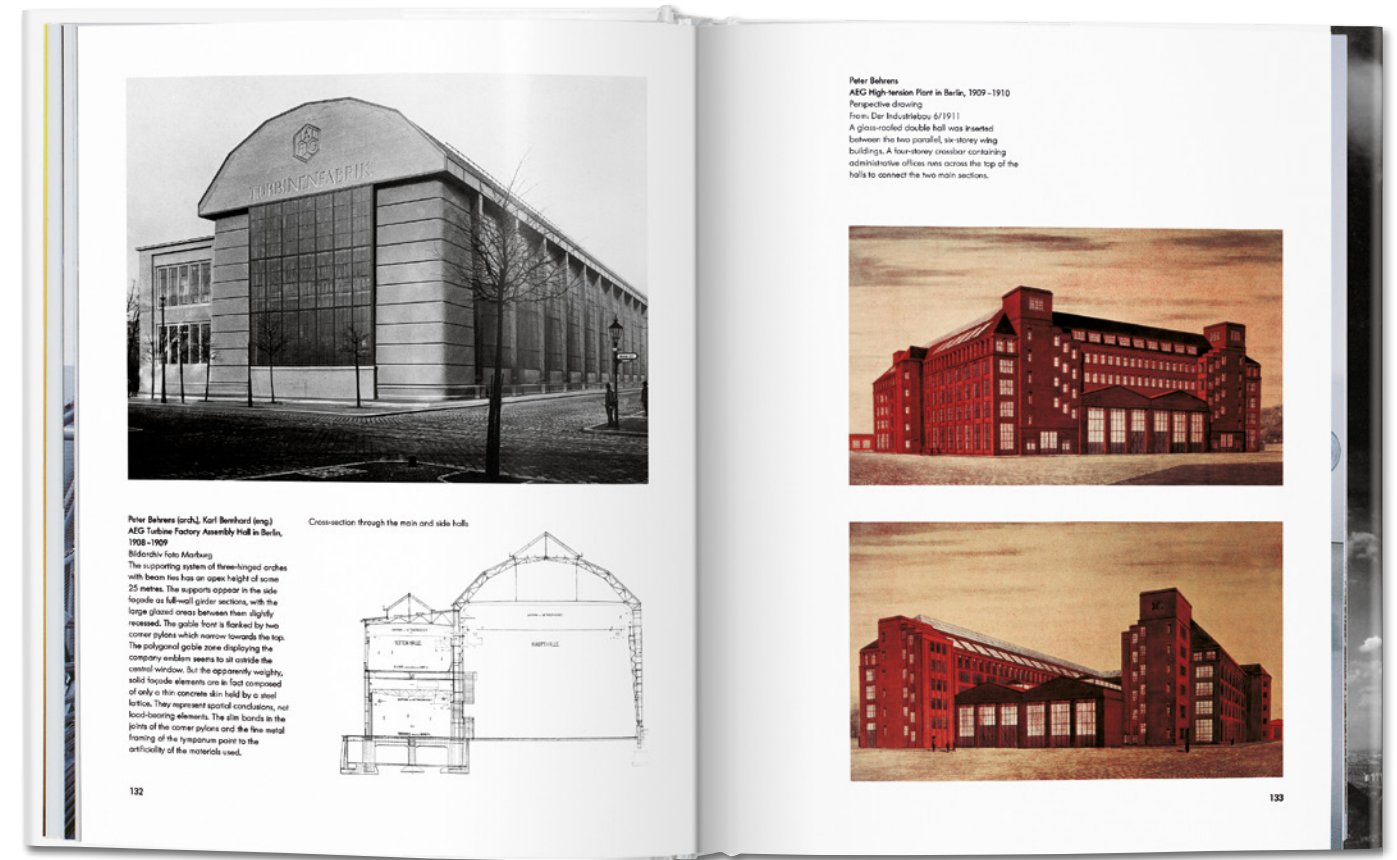 TURBINENFABRIK
Peter Behrens (arch.), Karl Bernhard (eng.)
AEG Turbine Factory Assembly Hall in Berlin,
1908–1909
Bildarchiv Foto Marburg
The supporting system of three-hinged arches
with beam ties has an apex height of some
25 metres. The supports appear in the side
façade as full-wall girder sections, with the
large glazed areas between them slightly
recessed. The gable front is flanked by two
corner pylons which narrow towards the top.
The polygonal gable zone displaying the
company emblem seems to sit astride the
central window. But the apparently weighty,
solid façade elements are in fact composed
of only a thin concrete skin held by a steel
lattice. They represent spatial conclusions, not
load-bearing elements. The slim bands in the
joints of the corner pylons and the fine metal
framing of the tympanum point to the
artificiality of the materials used.
Cross-section through the main and side halls
HAUPTHALLE
132
Peter Behrens
AEG High-tension Plant in Berlin, 1909–1910
Perspective drawing
From: Der Industriebau 6/1911
A glass-roofed double hall was inserted
between the two parallel, six-storey wing
buildings. A four-storey crossbar containing
administrative offices runs across the top of the
halls to connect the two main sections.
133